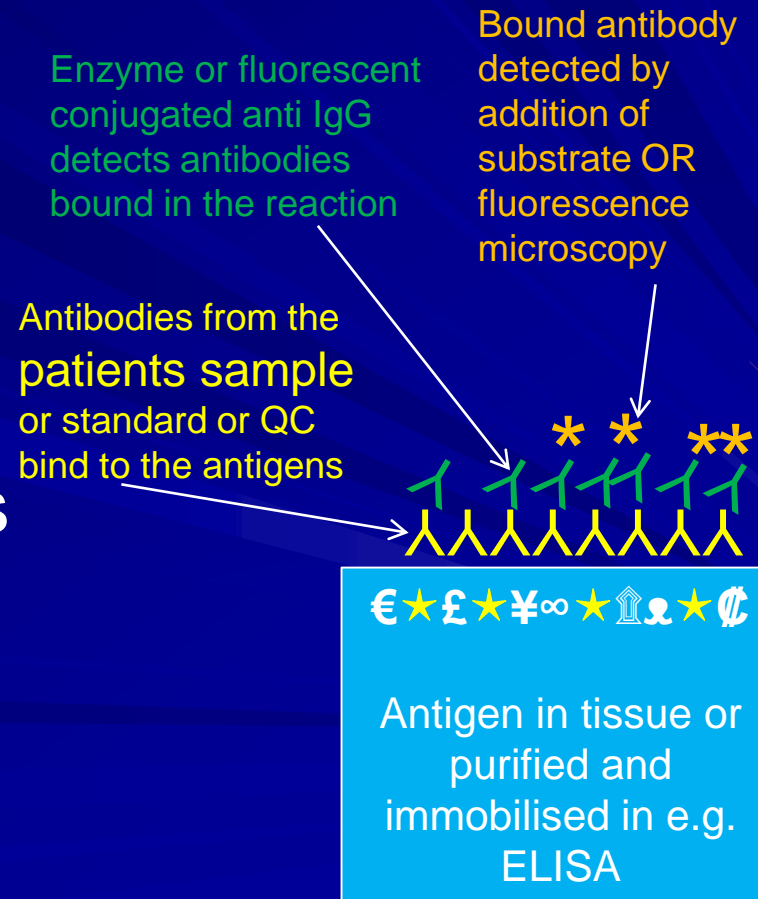 Enzyme or fluorescent
conjugated anti IgG
detects antibodies
bound in the reaction
Bound antibody
detected by
addition of
substrate OR
fluorescence
microscopy
Antibodies from the
patients sample
or standard or QC
bind to the antigens
s
* * **
€★£★¥∞★۩ᴥ★₡
Antigen in tissue or
purified and
immobilised in e.g.
ELISA